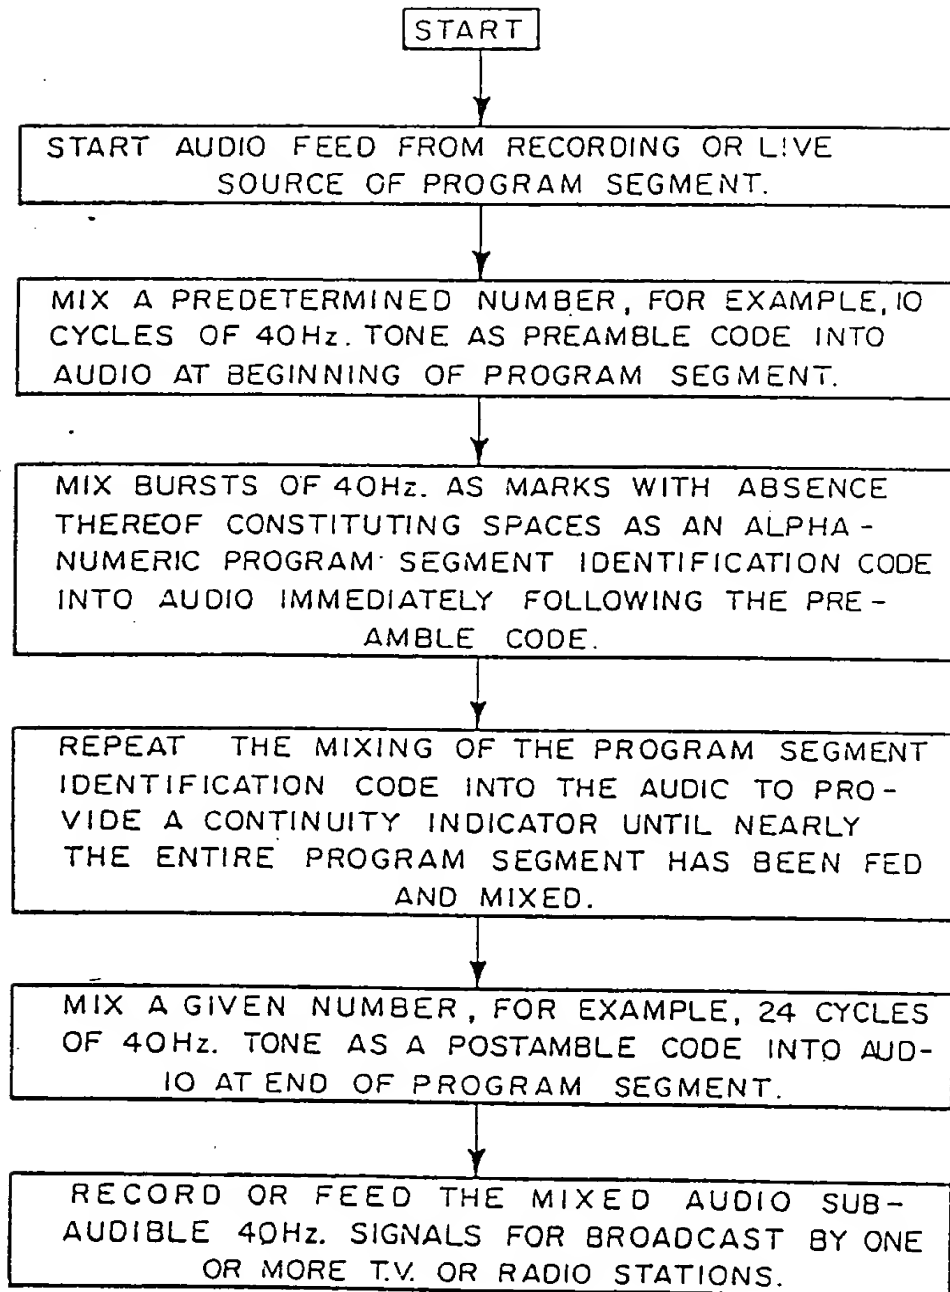 START
START AUDIO FEED FROM RECORDING OR L!VE
SOURCE OF PROGRAM SEGMENT.
MIX A PREDETERMINED NUMBER, FOR EXAMPLE, 10
CYCLES OF 40Hz. TONE AS PREAMBLE CODE INTO
AUDIO AT BEGINNING OF PROGRAM SEGMENT.
MIX BURSTS OF 40Hz. AS MARKS WITH ABSENCE
THEREOF CONSTITUTING SPACES AS AN ALPHA-
NUMERIC PROGRAM SEGMENT IDENTIFICATION CODE
INTO AUDIO IMMEDIATELY FOLLOWING THE PRE-
AMBLE CODE.
REPEAT THE MIXING OF THE PROGRAM SEGMENT
IDENTIFICATION CODE INTO THE AUDIC TO PRO-
VIDE A CONTINUITY INDICATOR UNTIL NEARLY
THE ENTIRE PROGRAM SEGMENT HAS BEEN FED
AND MIXED.
MIX A GIVEN NUMBER, FOR EXAMPLE, 24 CYCLES
OF 40Hz. TONE AS A POSTAMBLE CODE INTO AUD-
IO AT END OF PROGRAM SEGMENT.
RECORD OR FEED THE MIXED AUDIO SUB-
AUDIBLE 40Hz. SIGNALS FOR BROADCAST BY ONE
OR MORE T.V. OR RADIO STATIONS.